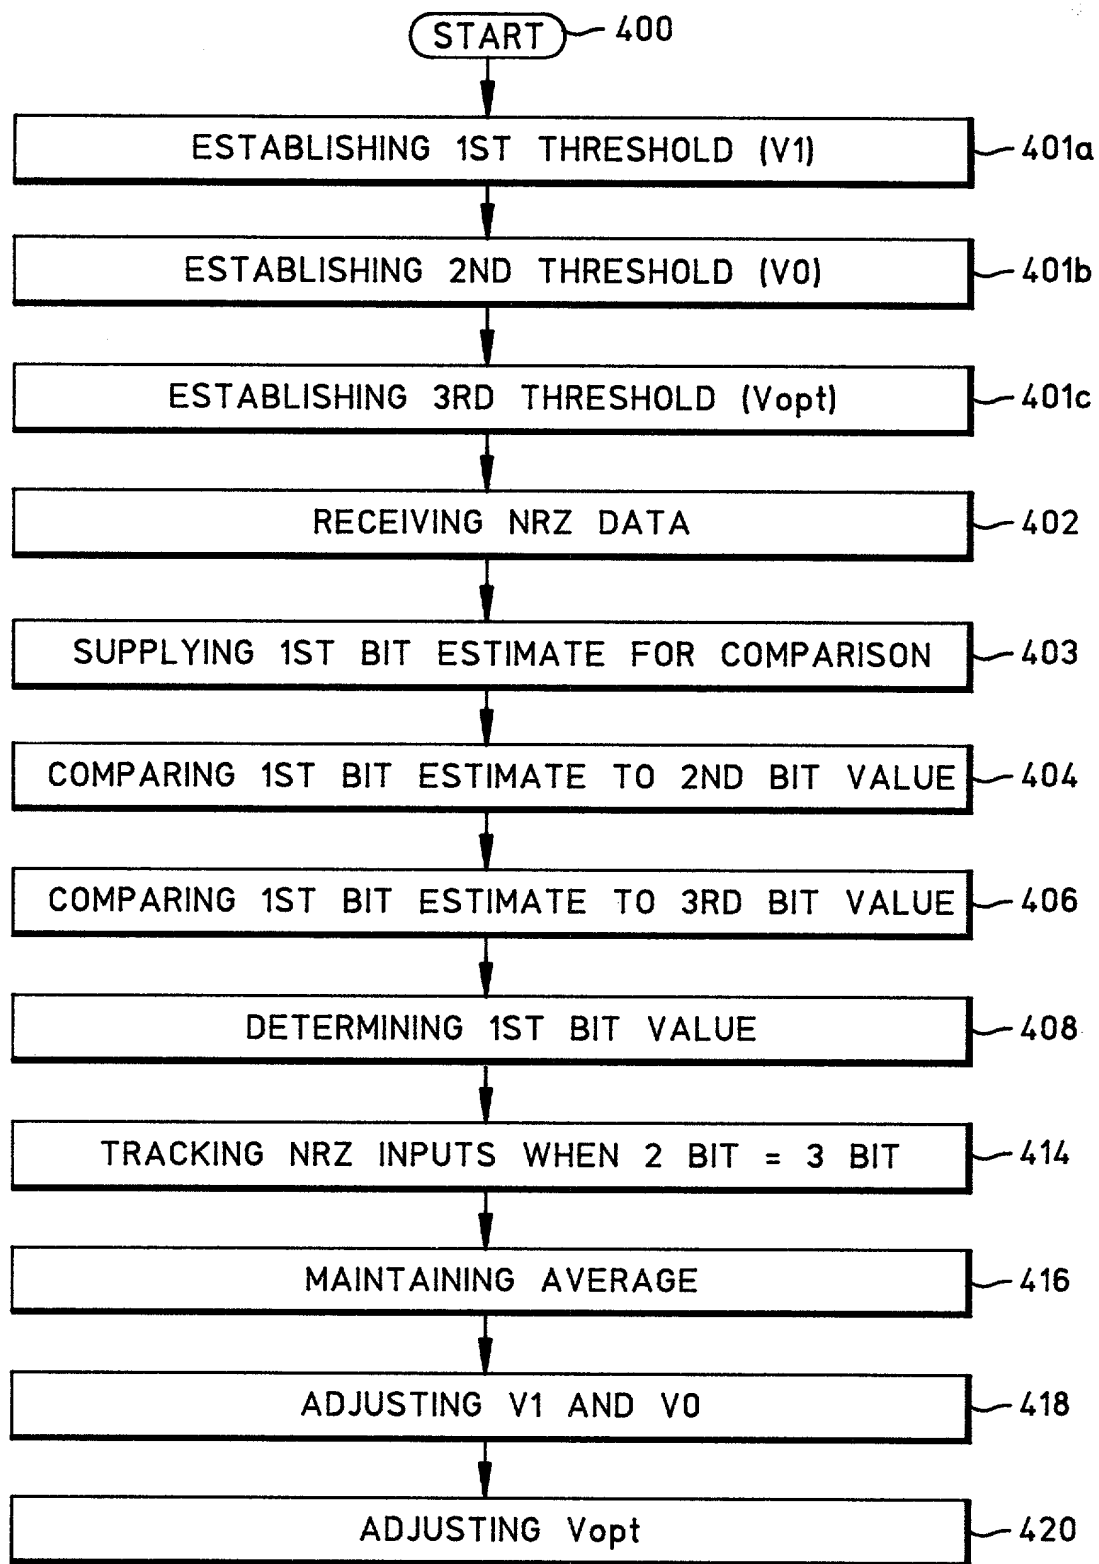 START 400
ESTABLISHING 1ST THRESHOLD (V1) 401a
ESTABLISHING 2ND THRESHOLD (V0) 401b
ESTABLISHING 3RD THRESHOLD (Vopt) 401c
RECEIVING NRZ DATA 402
SUPPLYING 1ST BIT ESTIMATE FOR COMPARISON 403
COMPARING 1ST BIT ESTIMATE TO 2ND BIT VALUE 404
COMPARING 1ST BIT ESTIMATE TO 3RD BIT VALUE 406
DETERMINING 1ST BIT VALUE 408
TRACKING NRZ INPUTS WHEN 2 BIT = 3 BIT 414
MAINTAINING AVERAGE 416
ADJUSTING V1 AND V0 418
ADJUSTING Vopt 420